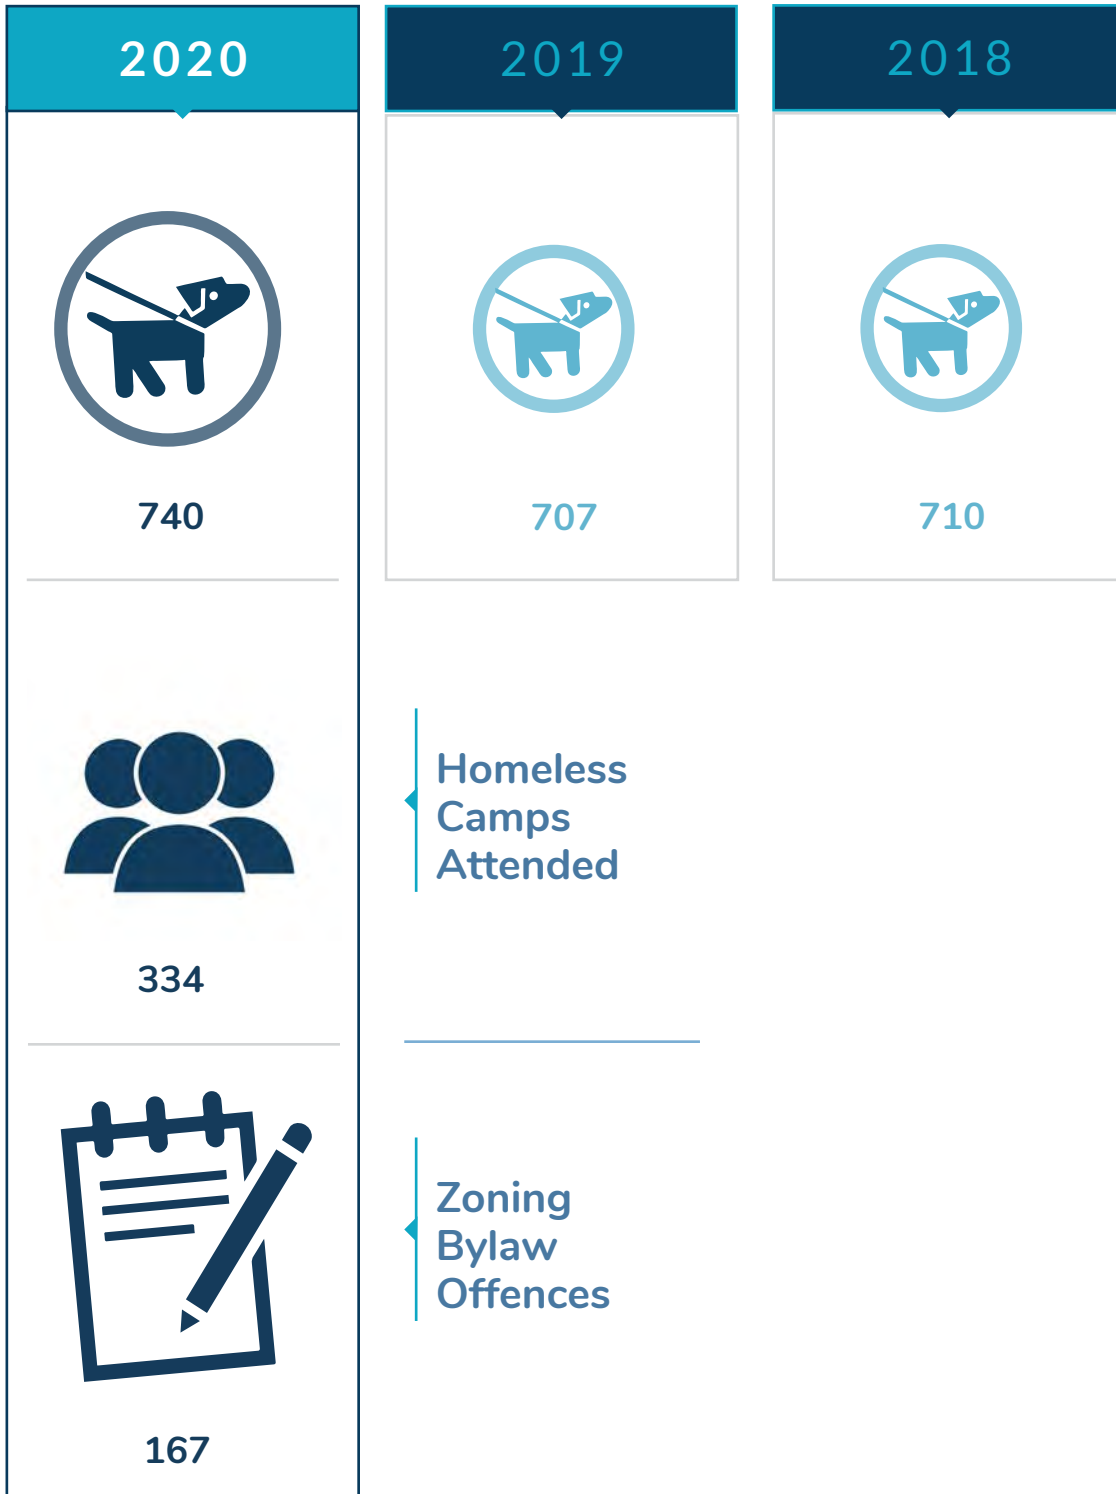 2020
2019
2018
740
707
710
Homeless
Camps
Attended
334
Zoning
Bylaw
Offences
167